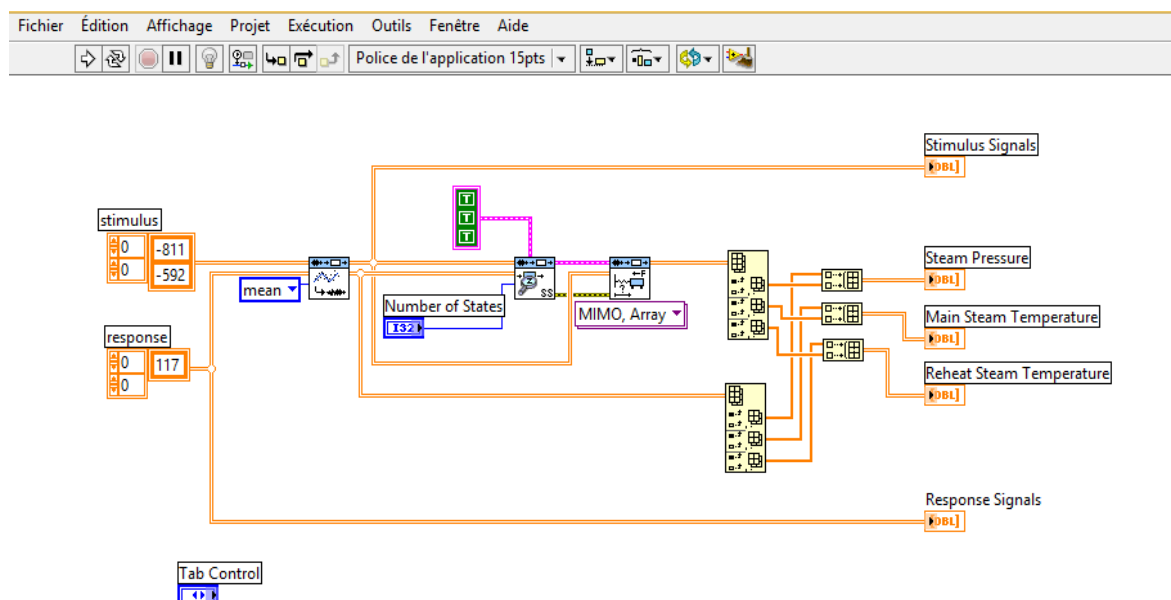 Fichier Édition Affichage Projet Exécution Outils Fenêtre Aide
Police de l'application 15pts
Stimulus Signals
DBL]
stimulus
0 -811
0 -592
T
T
T
mean
Number of States
I32
SS
F
?
MIMO, Array
response
0 117
0
Steam Pressure
DBL]
Main Steam Temperature
DBL]
Reheat Steam Temperature
DBL]
Response Signals
DBL]
Tab Control